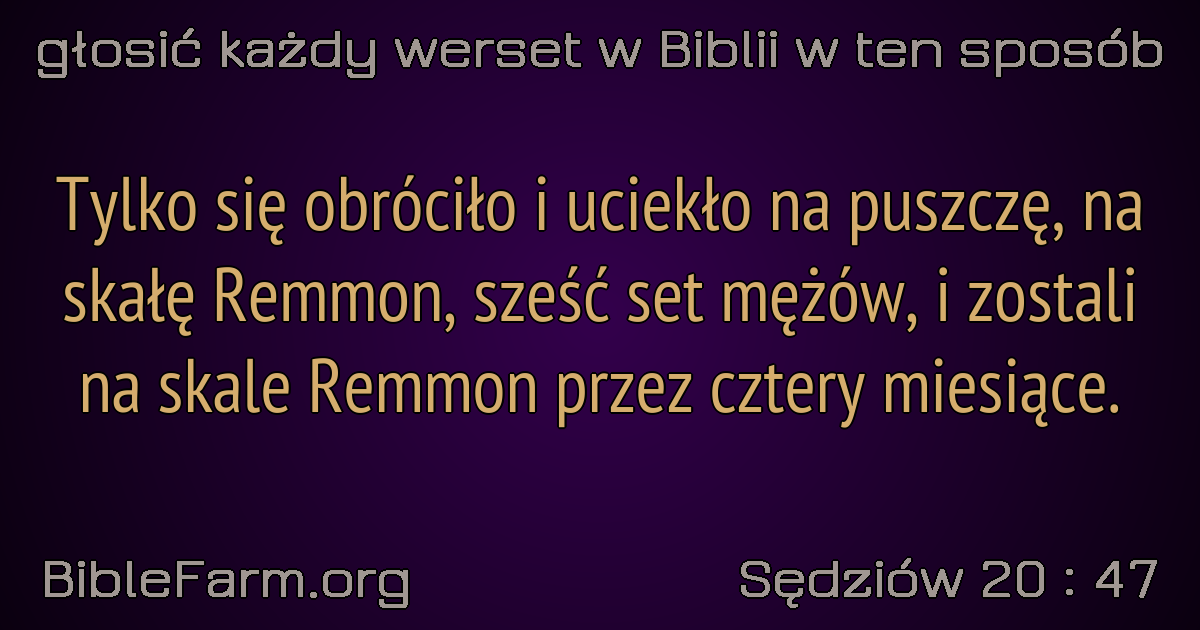 głosić każdy werset w Biblii w ten sposób
Tylko się obróciło i uciekło na puszczę, na
skałę Remmon, sześć set mężów, i zostali
na skale Remmon przez cztery miesiące.
BibleFarm.org
Sędziów 20 : 47